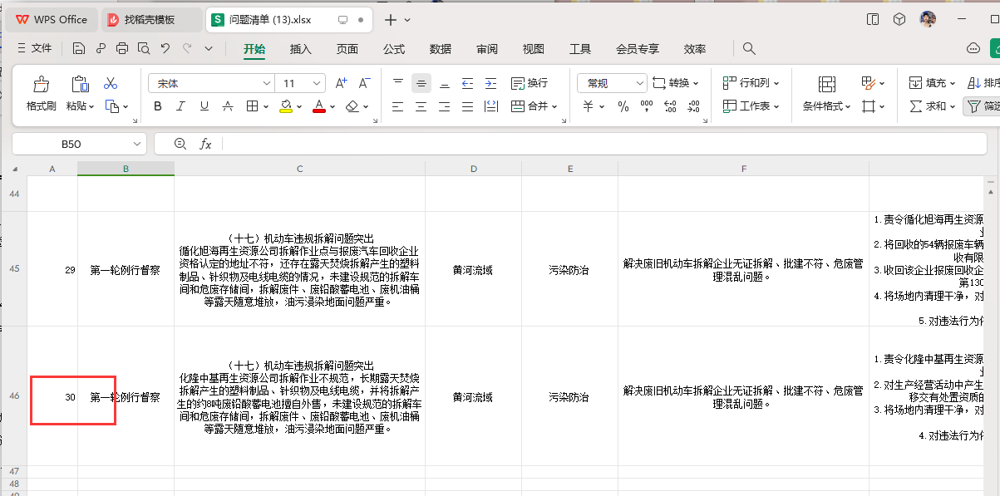 WPS Office
找稻壳模板
S 问题清单 (13).xlsx
文件
开始
插入
页面
公式
数据
审阅
视图
工具
会员专享
效率
格式刷
粘贴
宋体
11
A+
A-
B I U A
A
换行
合并
常规
转换
¥
%
行和列
工作表
条件格式
填充
排序
求和
筛选
B50
fx
A B C D E F
44
45
29
第一轮例行督察
（十七）机动车违规拆解问题突出
循化旭海再生资源公司拆解作业点与报废汽车回收企业
资格认定的地址不符，还存在露天焚烧拆解产生的塑料
制品、针织物及电线电缆的情况，未建设规范的拆解车
间和危废存储间，拆解废件、废铅酸蓄电池、废机油桶
等露天随意堆放，油污浸染地面问题严重。
黄河流域
污染防治
解决废旧机动车拆解企业无证拆解、批建不符、危废管
理混乱问题。
1.责令循化旭海再生资源
2.将回收的54辆报废车辆
收有限
3.收回该企业报废回收企
第130
4.将场地内清理干净，对
5.对违法行为
46
30
第一轮例行督察
（十七）机动车违规拆解问题突出
化隆中基再生资源公司拆解作业不规范，长期露天焚烧
拆解产生的塑料制品、针织物及电线电缆，并将拆解产
生的约8吨废铅酸蓄电池擅自外售，未建设规范的拆解车
间和危废存储间，拆解废件、废铅酸蓄电池、废机油桶
等露天随意堆放，油污浸染地面问题严重。
黄河流域
污染防治
解决废旧机动车拆解企业无证拆解、批建不符、危废管
理混乱问题。
1.责令化隆中基再生资源
2.对生产经营活动中产生
移交有处置资质的
3.将场地内清理干净，对
4.对违法行为
47
48